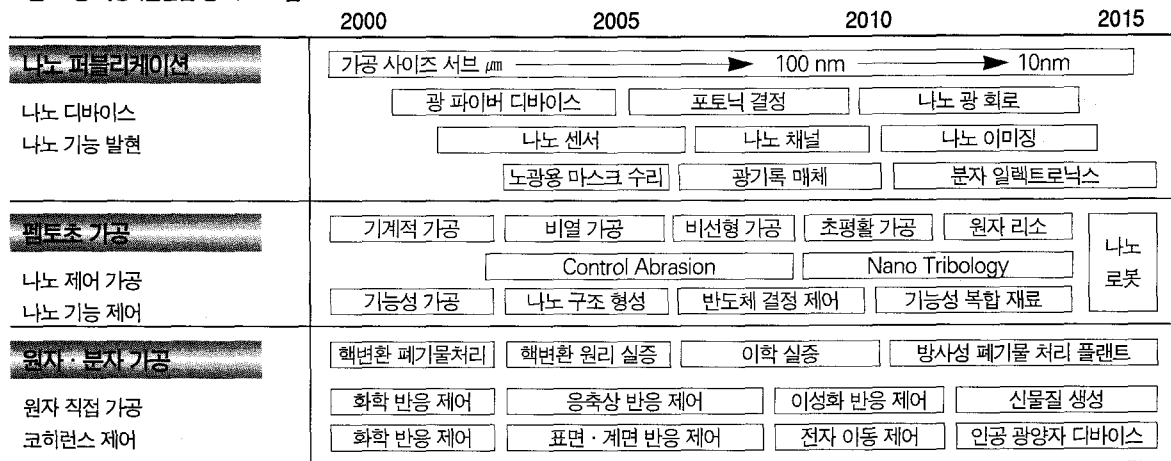 2000 2005 2010 2015
나노 퍼블리케이션
가공 사이즈 서브 ㎛ 100 nm 10nm
나노 디바이스
광 파이버 디바이스 포토닉 결정 나노 광 회로
나노 기능 발현
나노 센서 나노 채널 나노 이미징
노광용 마스크 수리 광기록 매체 분자 일랙트로닉스
펨토초 가공
기계적 가공 비열 가공 비선형 가공 초평활 가공 원자 리소
나노 로봇
나노 제어 가공
Control Abrasion Nano Tribology
나노 기능 제어
기능성 가공 나노 구조 형성 반도체 결정 제어 기능성 복합 재료
원자 · 분자 가공
핵변환 폐기물처리 핵변환 원리 실증 이학 실증 방사성 폐기물 처리 플랜트
원자 직접 가공
화학 반응 제어 응축상 반응 제어 이성화 반응 제어 신물질 생성
코히런스 제어
화학 반응 제어 표면 · 계면 반응 제어 전자 이동 제어 인공 광양자 디바이스